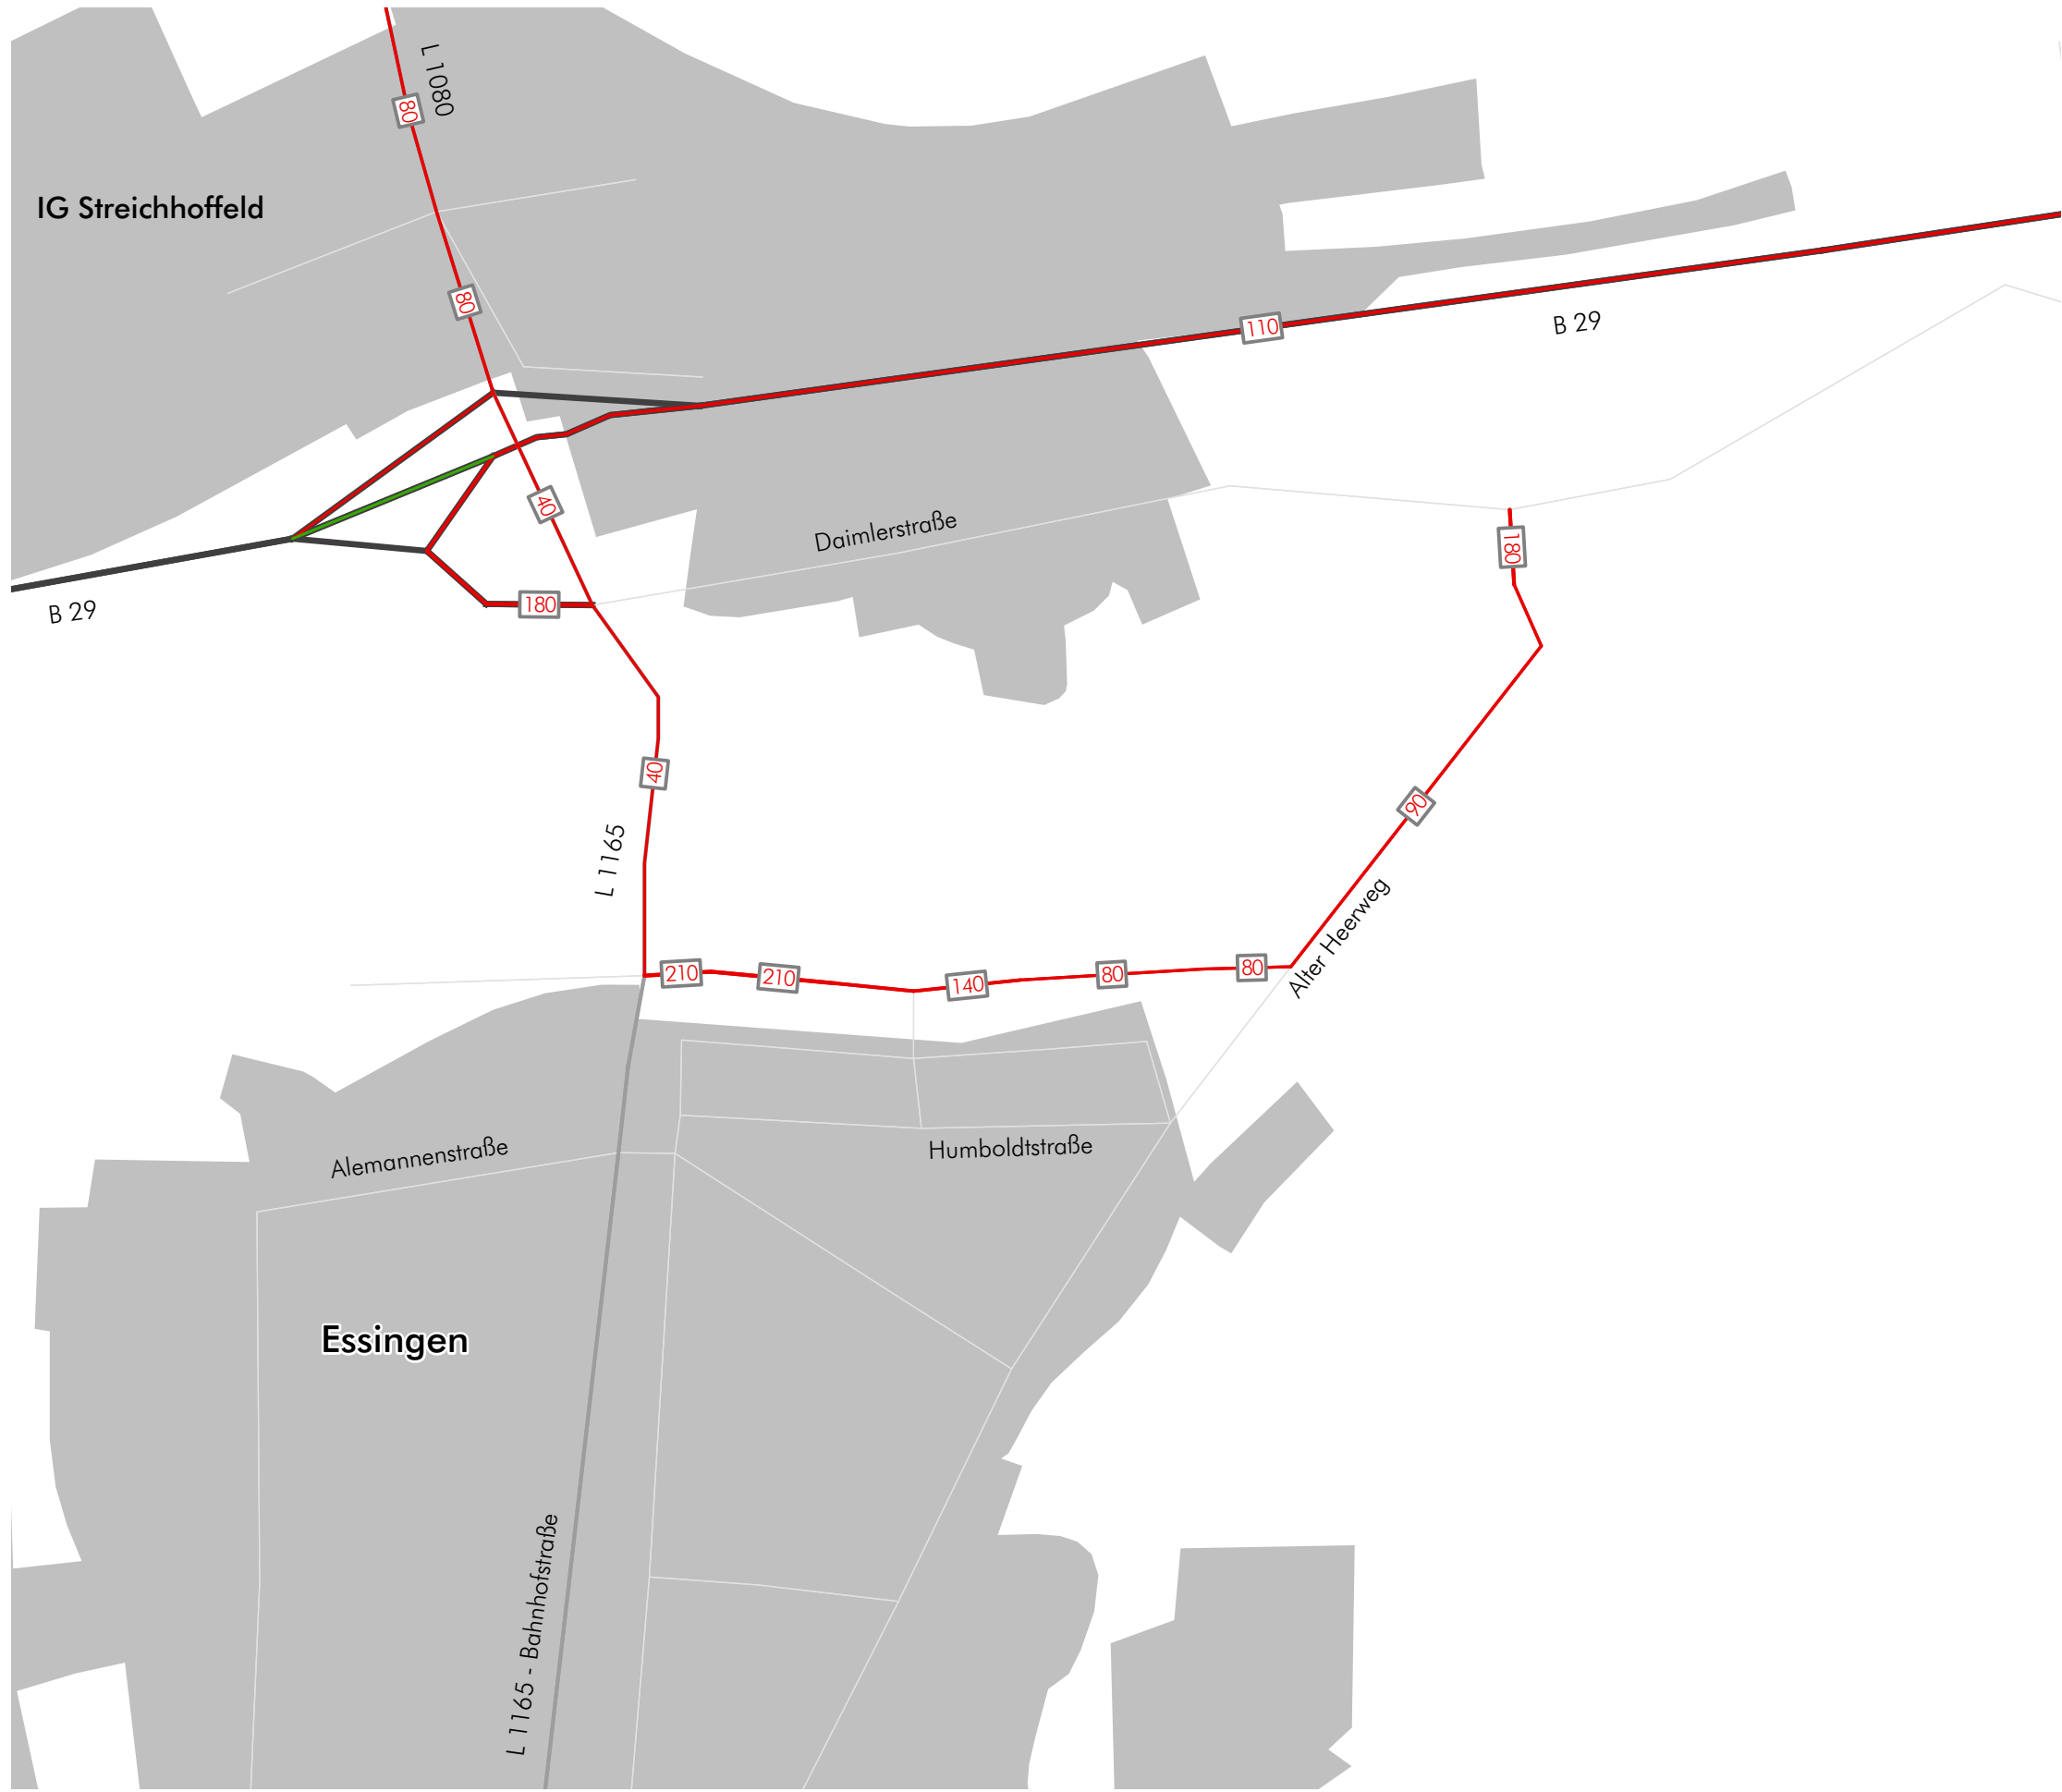 L 1080
80
IG Streichhoffeld
80
110
B 29
40
Daimlerstraße
180
180
B 29
40
90
L 1165
Alter Heerweg
210
210
140
80
80
Alemannenstraße
Humboldtstraße
Essingen
L 1165 - Bahnhofstraße